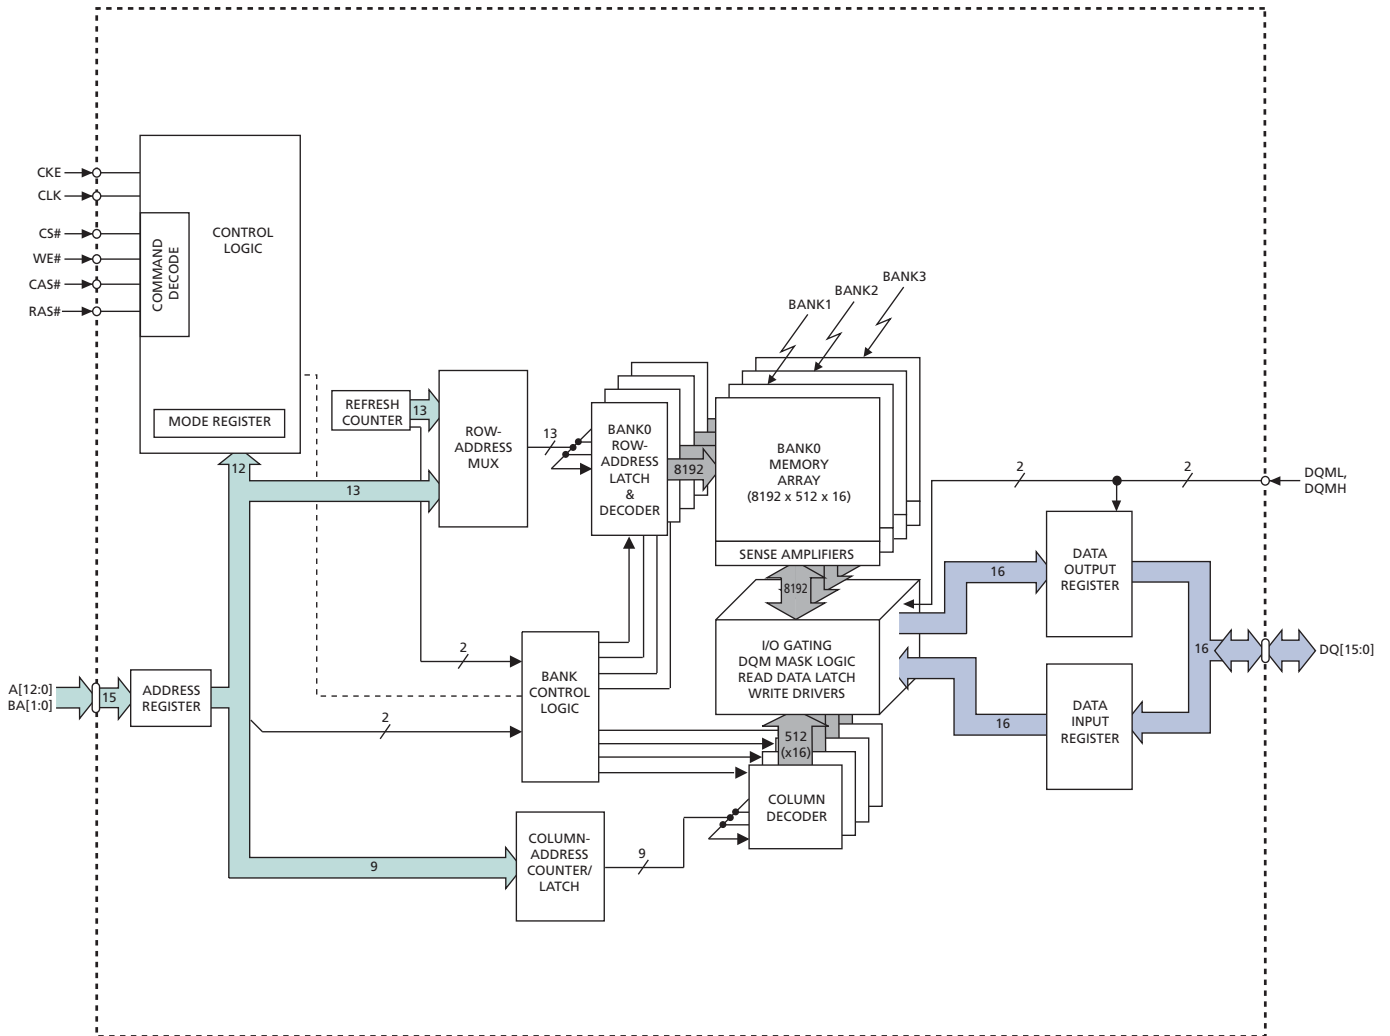 CKE
CLK
CS#
WE#
CAS#
RAS#
COMMAND
DECODE
CONTROL
LOGIC
MODE REGISTER
12
BANK1
BANK2
BANK3
REFRESH
COUNTER
13
13
ROW-
ADDRESS
MUX
13
BANK0
ROW-
ADDRESS
LATCH
&
DECODER
8192
BANK0
MEMORY
ARRAY
(8192 x 512 x 16)
SENSE AMPLIFIERS
8192
2
2
DQML,
DQMH
16
DATA
OUTPUT
REGISTER
I/O GATING
DQM MASK LOGIC
READ DATA LATCH
WRITE DRIVERS
16
DQ[15:0]
16
DATA
INPUT
REGISTER
A[12:0]
BA[1:0]
15
ADDRESS
REGISTER
2
2
BANK
CONTROL
LOGIC
512
(x16)
COLUMN
DECODER
9
COLUMN-
ADDRESS
COUNTER/
LATCH
9